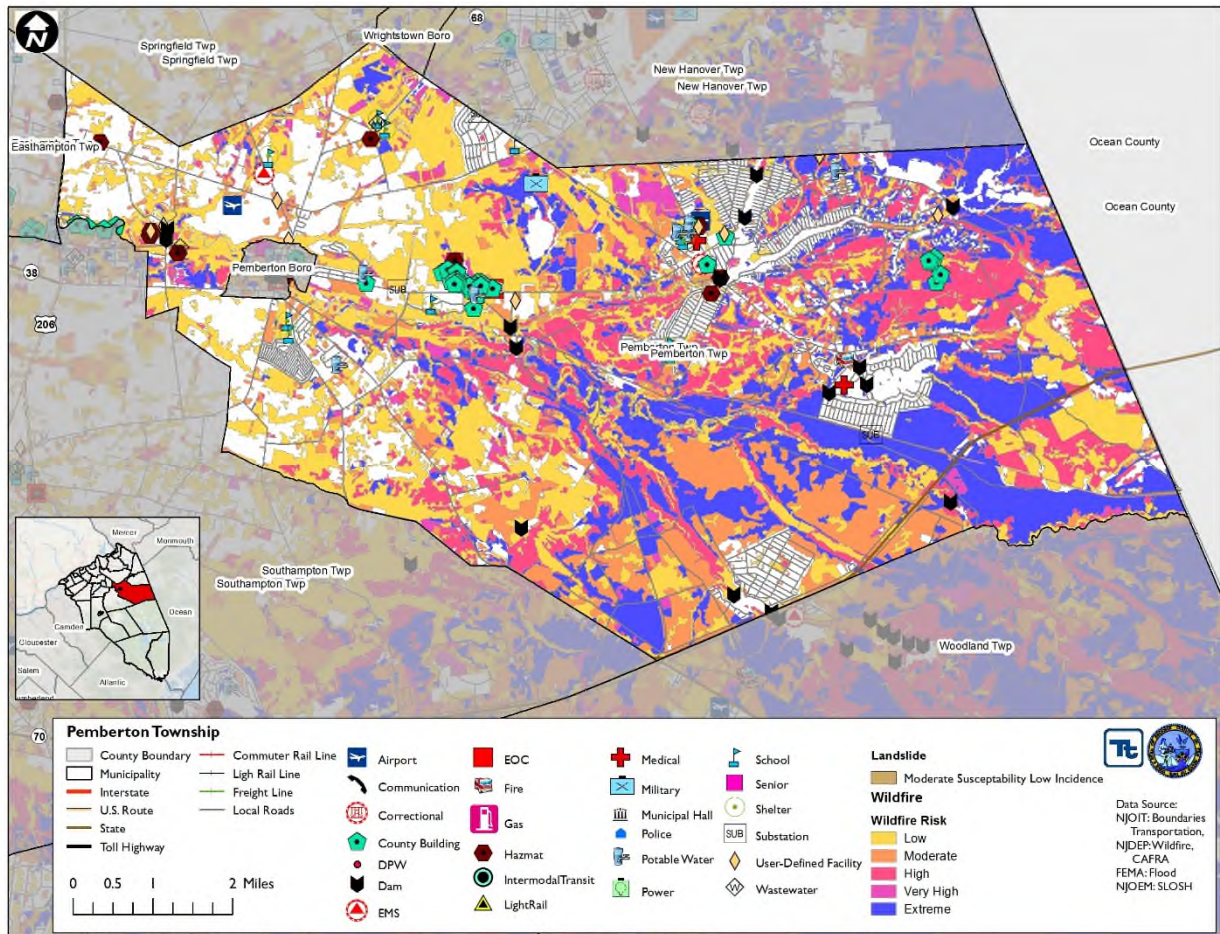 N
68
Wrightstown Boro
Springfield Twp
Springfield Twp
New Hanover Twp
New Hanover Twp
Easthampton Twp
Ocean County
Ocean County
38
206
Pemberton Boro
SUB
Pemberton Twp
Pemberton Twp
SUB
Southampton Twp
Southampton Twp
Woodland Twp
70
Mercer
Monmouth
Ocean
Camden
Gloucester
Salem
Atlantic
Pemberton Township
County Boundary
Municipality
Interstate
U.S. Route
State
Toll Highway
0 0.5 1 2 Miles
Commuter Rail Line
Ligh Rail Line
Freight Line
Local Roads
Airport
Communication
Correctional
County Building
DPW
Dam
EMS
EOC
Fire
Gas
Hazmat
IntermodalTransit
LightRail
Medical
Military
Municipal Hall
Police
Potable Water
Power
School
Senior
Shelter
SUB Substation
User-Defined Facility
W Wastewater
Landslide
Moderate Susceptability Low Incidence
Wildfire
Wildfire Risk
Low
Moderate
High
Very High
Extreme
Tt
Data Source:
NJOIT: Boundaries
Transportation,
NJDEP: Wildfire,
CAFRA
FEMA: Flood
NJOEM: SLOSH